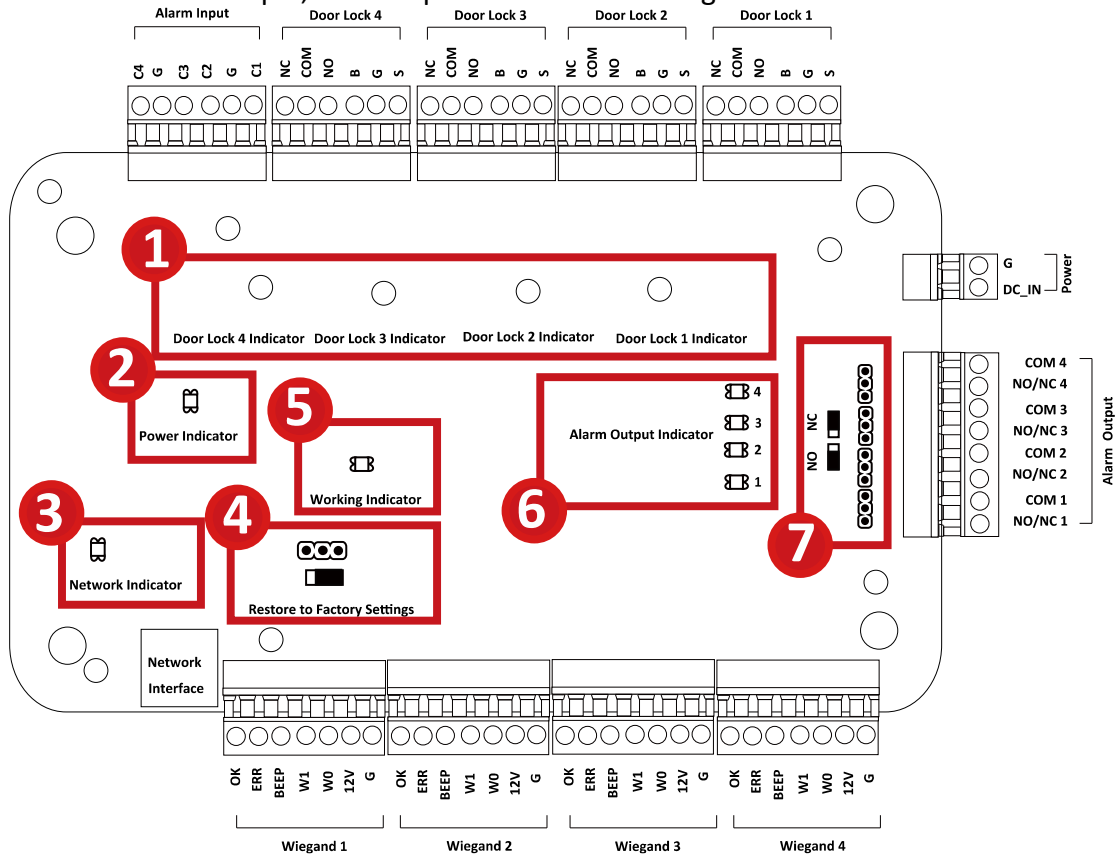 Alarm Input
Door Lock 4
Door Lock 3
Door Lock 2
Door Lock 1
C4 G C3 C2 G C1
NC COM NO B G S
NC COM NO B G S
NC COM NO B G S
NC COM NO B G S
1
Door Lock 4 Indicator
Door Lock 3 Indicator
Door Lock 2 Indicator
Door Lock 1 Indicator
G
DC_IN
Power
2
Power Indicator
5
Working Indicator
6
Alarm Output Indicator
4
3
2
1
7
NC
NO
COM 4
NO/NC 4
COM 3
NO/NC 3
COM 2
NO/NC 2
COM 1
NO/NC 1
Alarm Output
3
Network Indicator
4
Restore to Factory Settings
Network
Interface
OK ERR BEEP W1 W0 12V G
OK ERR BEEP W1 W0 12V G
OK ERR BEEP W1 W0 12V G
OK ERR BEEP W1 W0 12V G
Wiegand 1
Wiegand 2
Wiegand 3
Wiegand 4